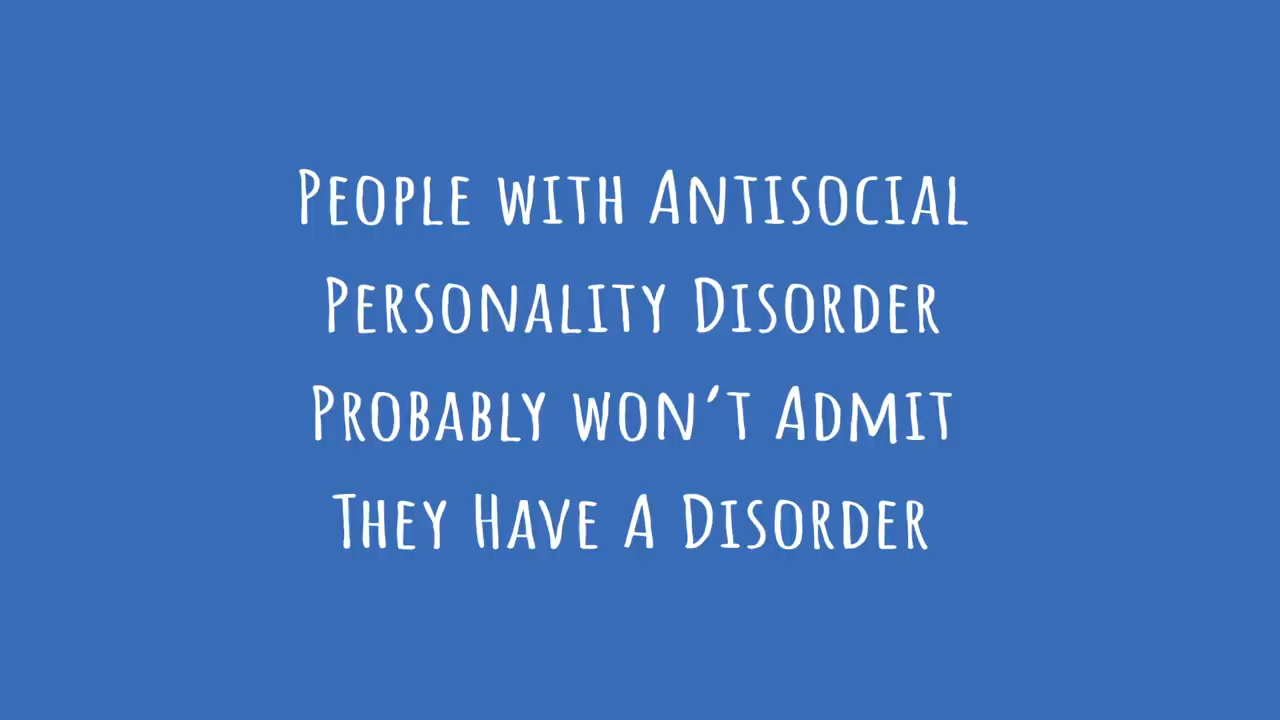 People with Antisocial
Personality Disorder
Probably won't Admit
They Have A Disorder